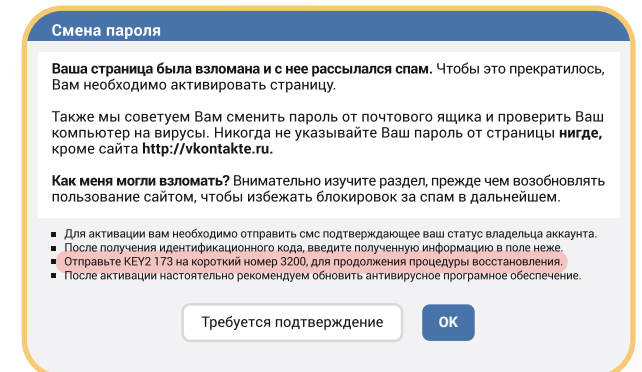 Смена пароля
Ваша страница была взломана и с нее рассылался спам. Чтобы это прекратилось,
Вам необходимо активировать страницу.
Также мы советуем Вам сменить пароль от почтового ящика и проверить Ваш
компьютер на вирусы. Никогда не указывайте Ваш пароль от страницы нигде,
кроме сайта http://vkontakte.ru.
Как меня могли взломать? Внимательно изучите раздел, прежде чем возобновлять
пользование сайтом, чтобы избежать блокировок за спам в дальнейшем.
Для активации вам необходимо отправить смс подтверждающее ваш статус владельца аккаунта.
После получения идентификационного кода, введите полученную информацию в поле неже.
Отправьте KEY2 173 на короткий номер 3200, для продолжения процедуры восстановления.
После активации настоятельно рекомендуем обновить антивирусное програмное обеспечение.
Требуется подтверждение
OK